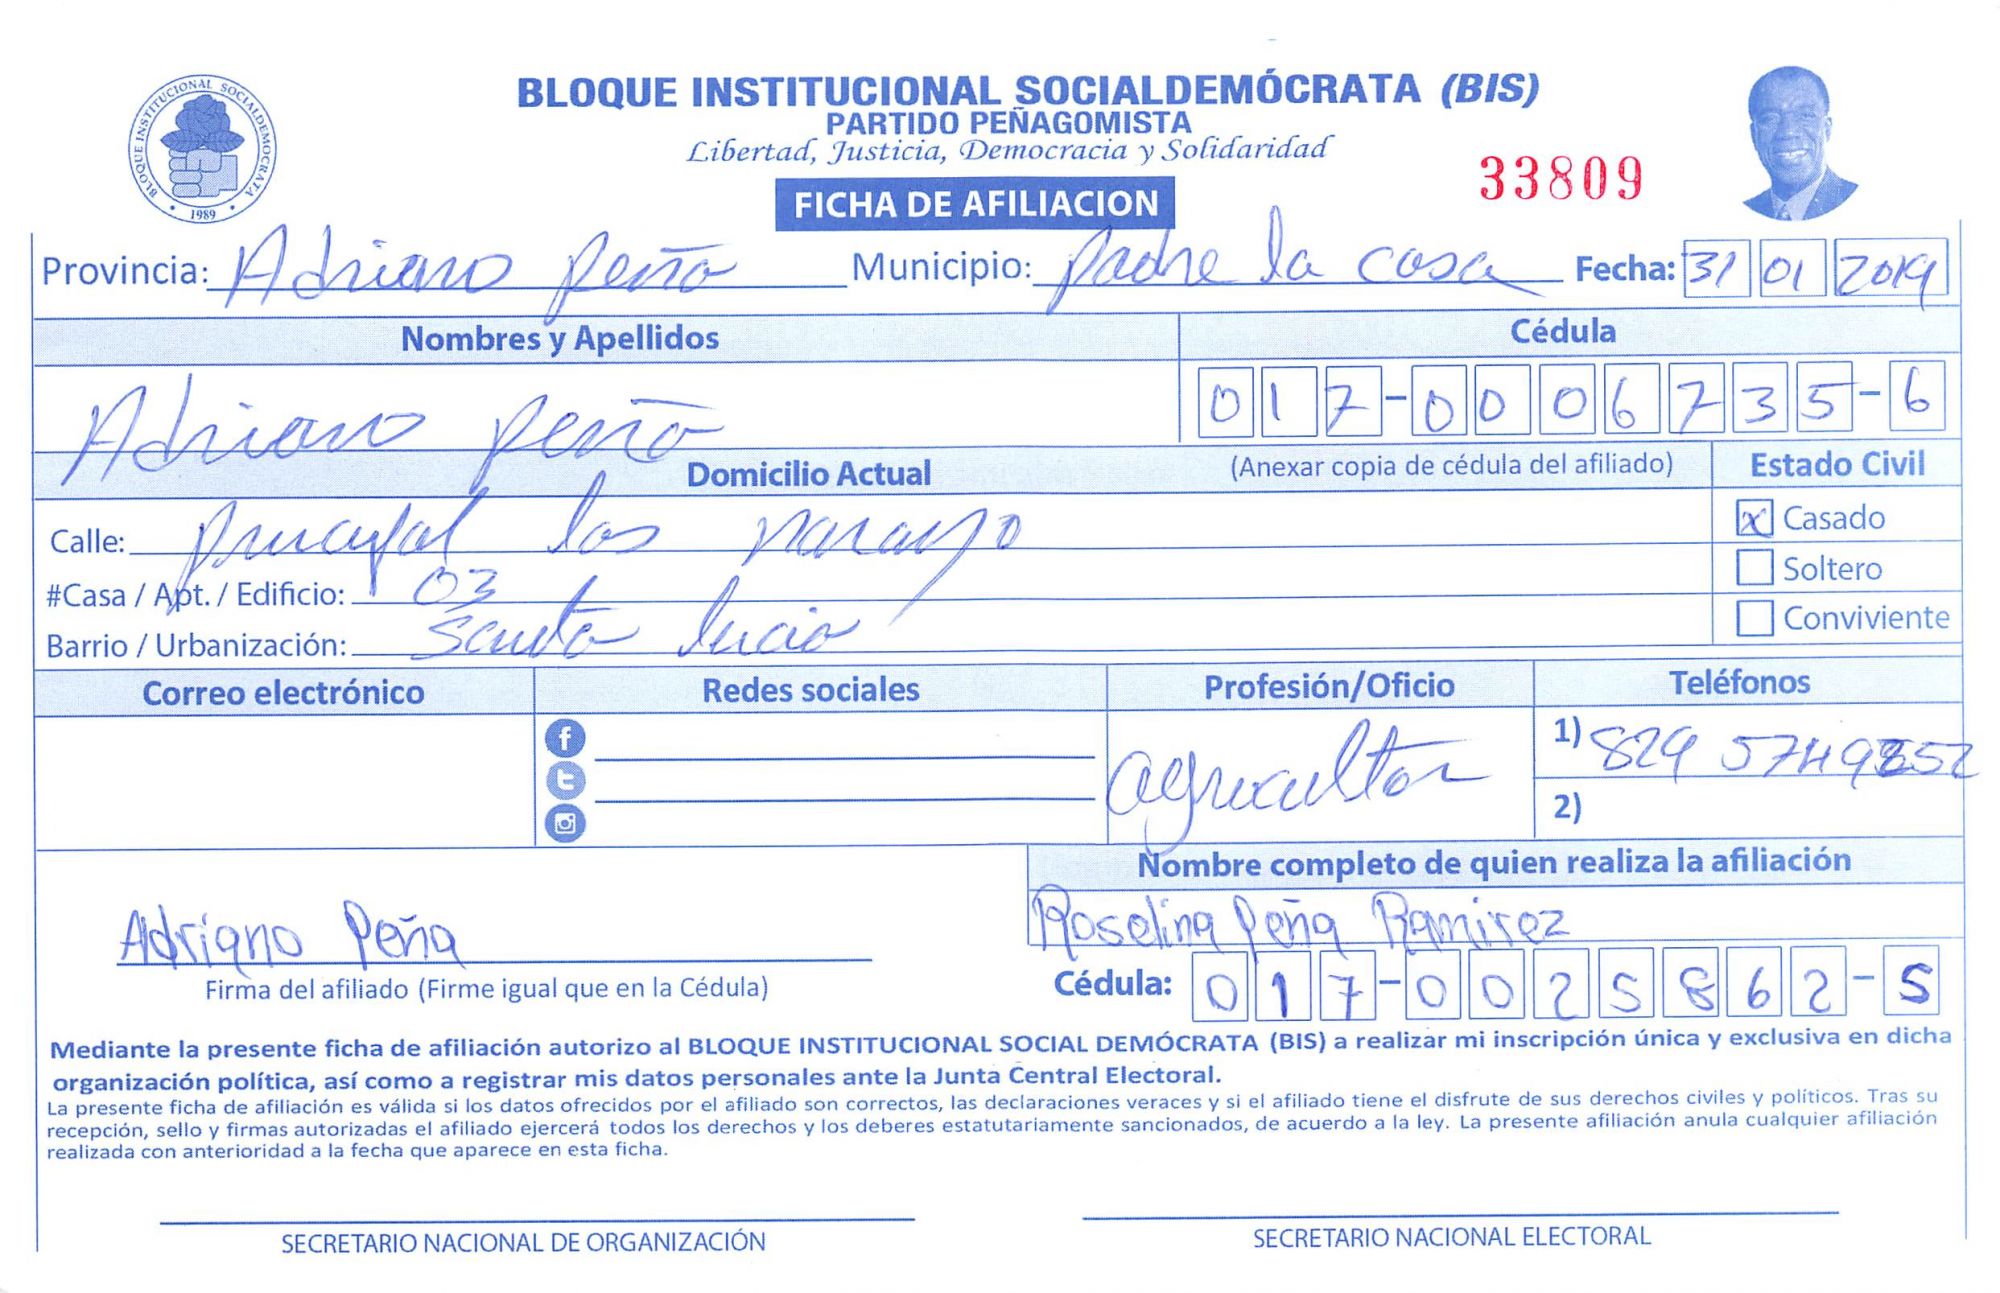 BLOQUE INSTITUCIONAL SOCIALDEMÓCRATA (BIS)
PARTIDO PEÑAGOMISTA
Libertad, Justicia, Democracia y Solidaridad
BLOQUE INSTITUCIONAL SOCIALDEMOCRATA
1989
33809
FICHA DE AFILIACION
Provincia: Adriano peña Municipio: padre la casa Fecha: 31 01 2019
Nombres y Apellidos Cédula
Adriano peña 017-0006735-6
Domicilio Actual (Anexar copia de cédula del afiliado) Estado Civil
Calle: los naranjo x Casado
#Casa / Apt. / Edificio: 03 Soltero
Barrio / Urbanización: santa lucia Conviviente
Correo electrónico Redes sociales Profesión/Oficio Teléfonos
agricultor 1) 829 574
2)
Nombre completo de quien realiza la afiliación
Adriano Peña Roselina Peña Ramirez
Firma del afiliado (Firme igual que en la Cédula) Cédula: 017-0025862-5
Mediante la presente ficha de afiliación autorizo al BLOQUE INSTITUCIONAL SOCIAL DEMÓCRATA (BIS) a realizar mi inscripción única y exclusiva en dicha
organización política, así como a registrar mis datos personales ante la Junta Central Electoral.
La presente ficha de afiliación es válida si los datos ofrecidos por el afiliado son correctos, las declaraciones veraces y si el afiliado tiene el disfrute de sus derechos civiles y políticos. Tras su
recepción, sello y firmas autorizadas el afiliado ejercerá todos los derechos y los deberes estatutariamente sancionados, de acuerdo a la ley. La presente afiliación anula cualquier afiliación
realizada con anterioridad a la fecha que aparece en esta ficha.
SECRETARIO NACIONAL DE ORGANIZACIÓN SECRETARIO NACIONAL ELECTORAL